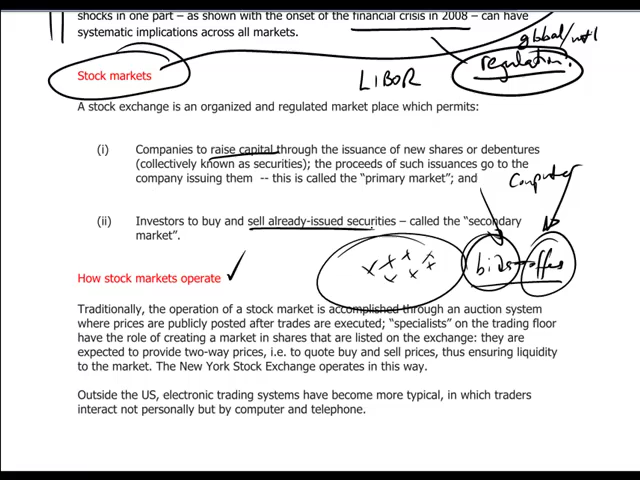 shocks in one part – as shown with the onset of the financial crisis in 2008 – can have
systematic implications across all markets.
global/nat'l
regulation?
Stock markets
LIBOR
A stock exchange is an organized and regulated market place which permits:
(i) Companies to raise capital through the issuance of new shares or debentures
(collectively known as securities); the proceeds of such issuances go to the
company issuing them -- this is called the “primary market”; and
Computer
(ii) Investors to buy and sell already-issued securities – called the “secondary
market”.
bids offers
How stock markets operate
Traditionally, the operation of a stock market is accomplished through an auction system
where prices are publicly posted after trades are executed; “specialists” on the trading floor
have the role of creating a market in shares that are listed on the exchange: they are
expected to provide two-way prices, i.e. to quote buy and sell prices, thus ensuring liquidity
to the market. The New York Stock Exchange operates in this way.
Outside the US, electronic trading systems have become more typical, in which traders
interact not personally but by computer and telephone.